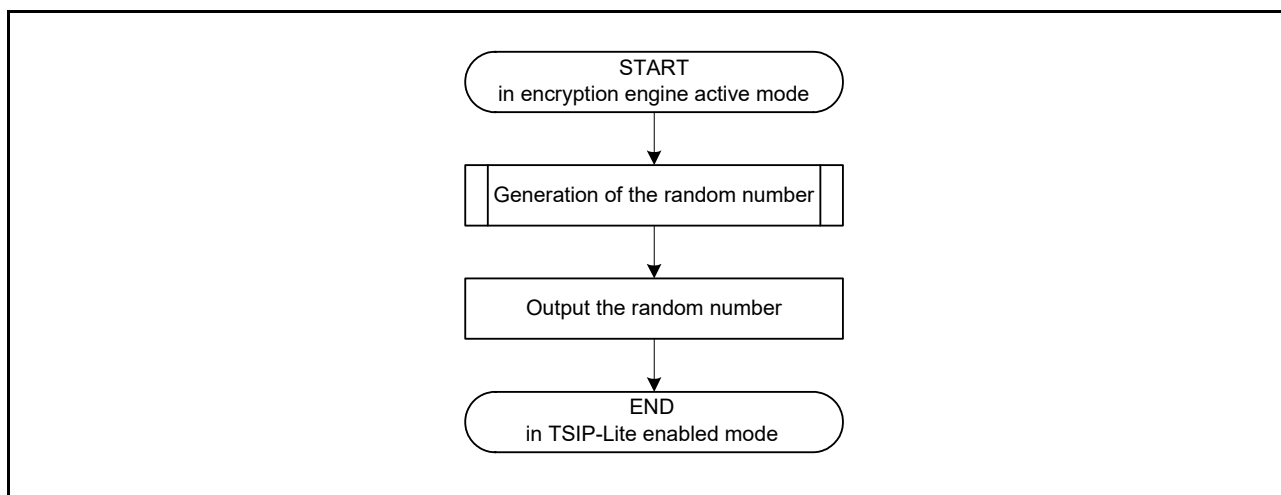 START
in encryption engine active mode
Generation of the random number
Output the random number
END
in TSIP-Lite enabled mode